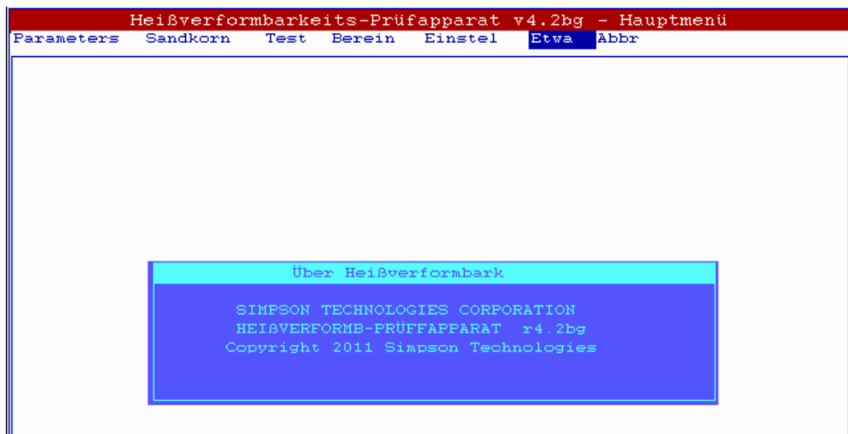 Heißverformbarkeits-Prüfapparat v4.2bg - Hauptmenü
Parameters Sandkorn Test Berein Einstel Etwa Abbr
Über Heißverformbark
SIMPSON TECHNOLOGIES CORPORATION
HEIßVERFORMB-PRÜFFAPPARAT r4.2bg
Copyright 2011 Simpson Technologies